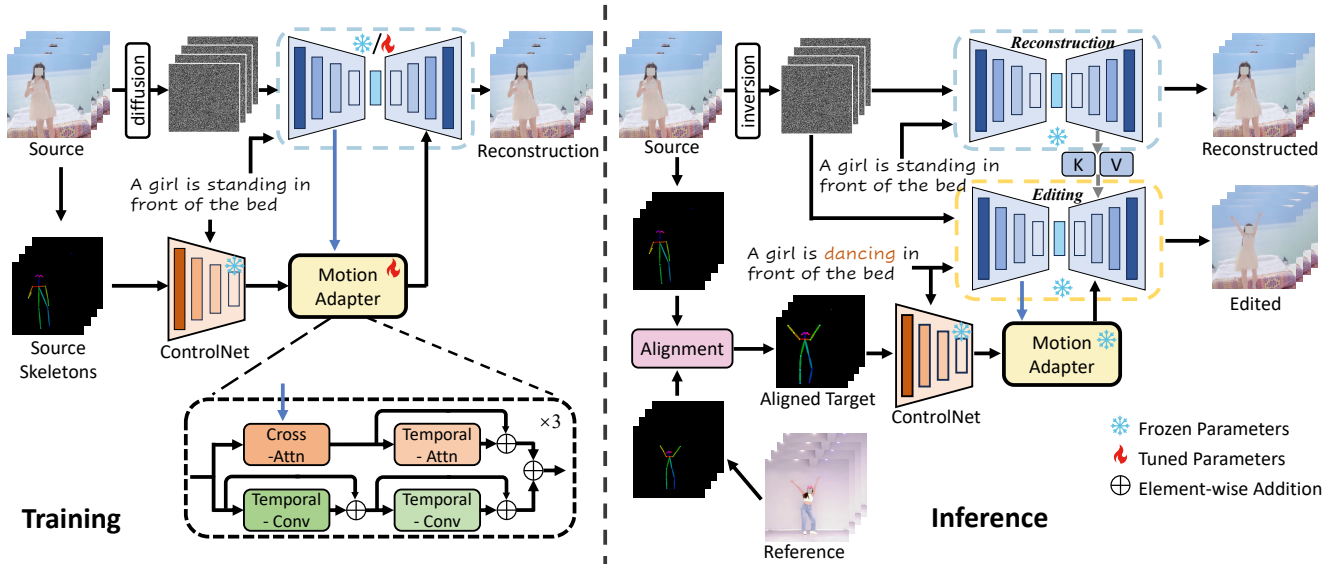 Source
diffusion
/
Reconstruction
A girl is standing in
front of the bed
Source
Skeletons
ControlNet
Motion
Adapter
×3
Cross
-Attn
Temporal
- Attn
Temporal
- Conv
Temporal
- Conv
Training
Source
inversion
Reconstruction
Reconstructed
A girl is standing in
front of the bed
K
V
Editing
A girl is dancing in
front of the bed
Edited
Alignment
Aligned Target
ControlNet
Motion
Adapter
Reference
Frozen Parameters
Tuned Parameters
Element-wise Addition
Inference